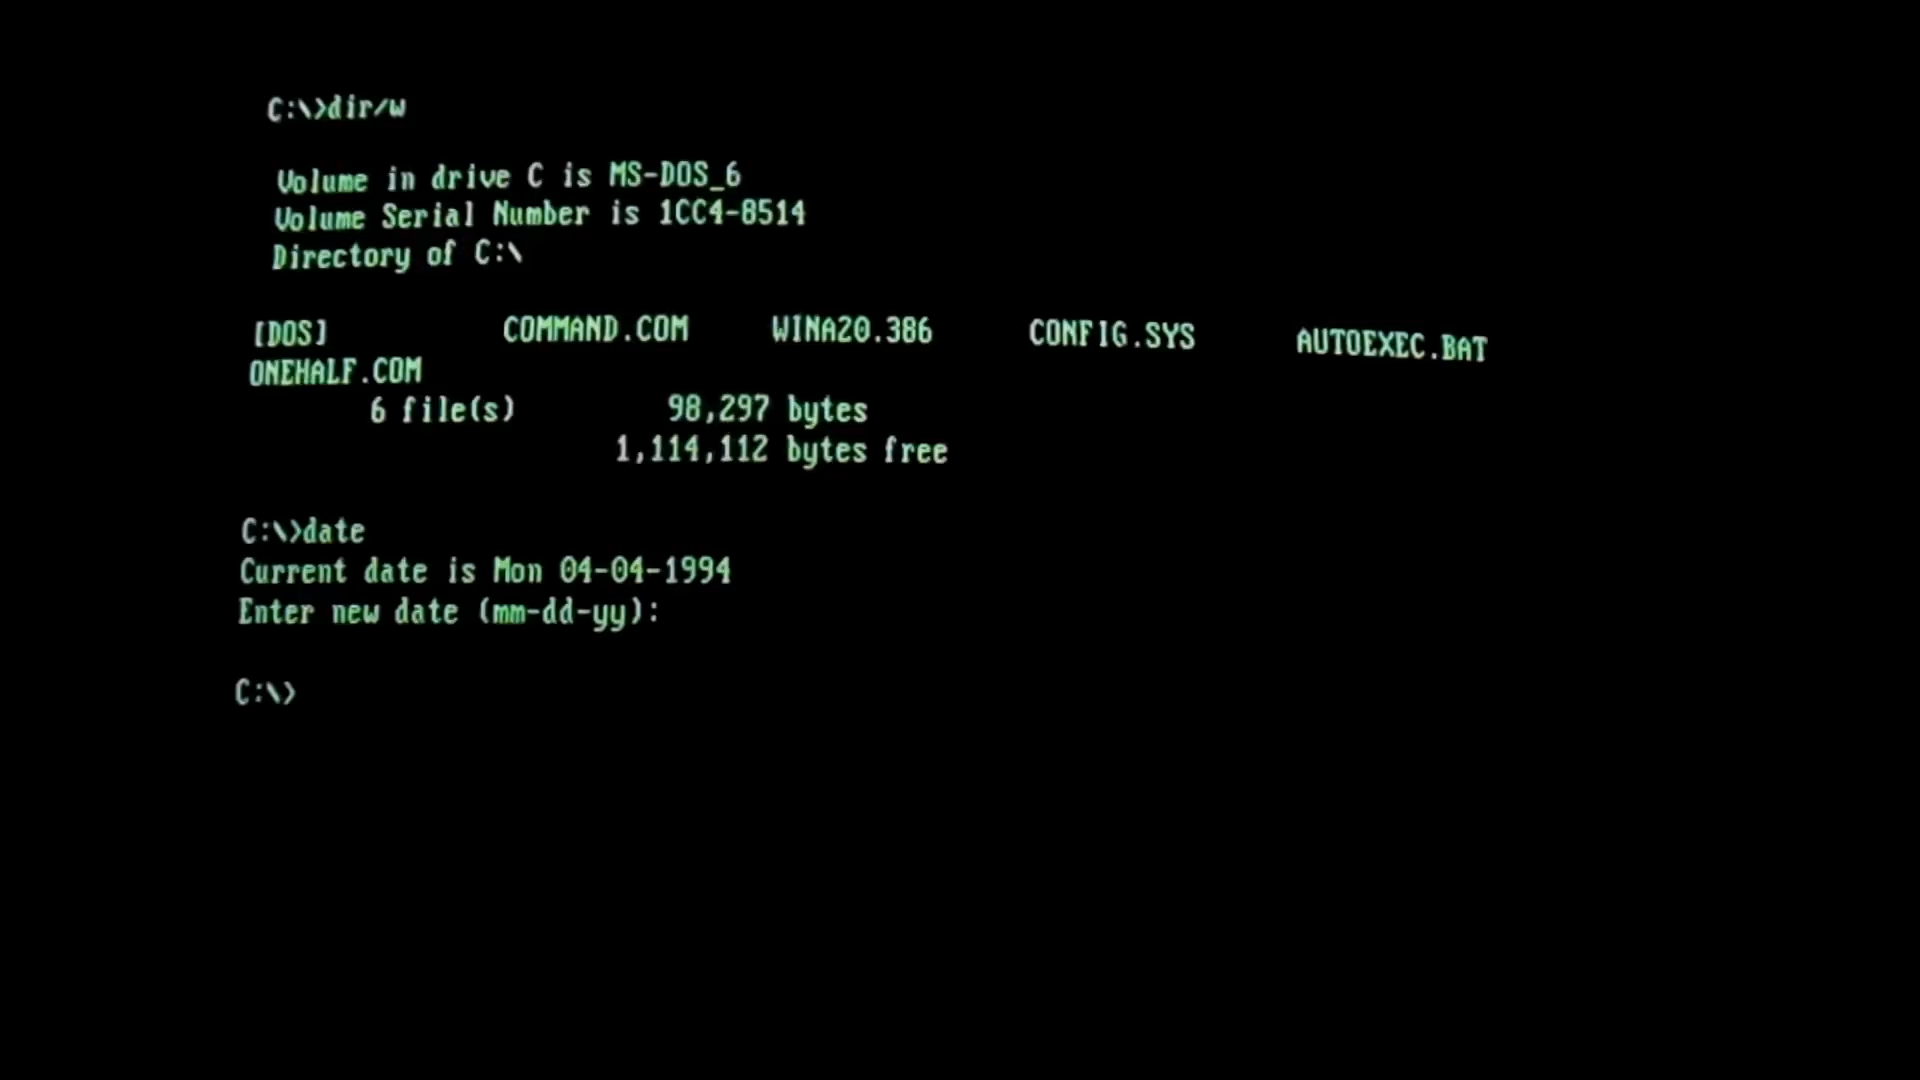 C:\>dir/w
Volume in drive C is MS-DOS_6
Volume Serial Number is 1CC4-8514
Directory of C:\
[DOS] COMMAND.COM WINA20.386 CONFIG.SYS AUTOEXEC.BAT
ONEHALF.COM
6 file(s) 98,297 bytes
1,114,112 bytes free
C:\>date
Current date is Mon 04-04-1994
Enter new date (mm-dd-yy):
C:\>